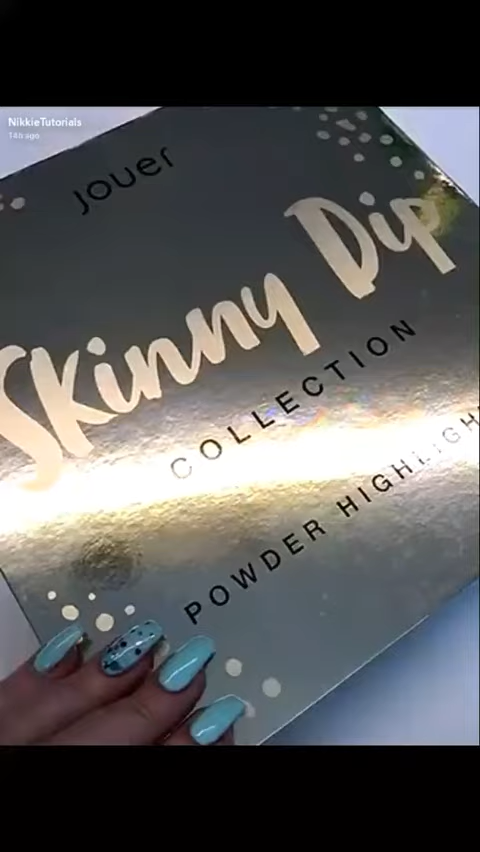 NikkieTutorials
14h ago
Jouer
Skinny Dip
COLLECTION
POWDER HIGHLIGH